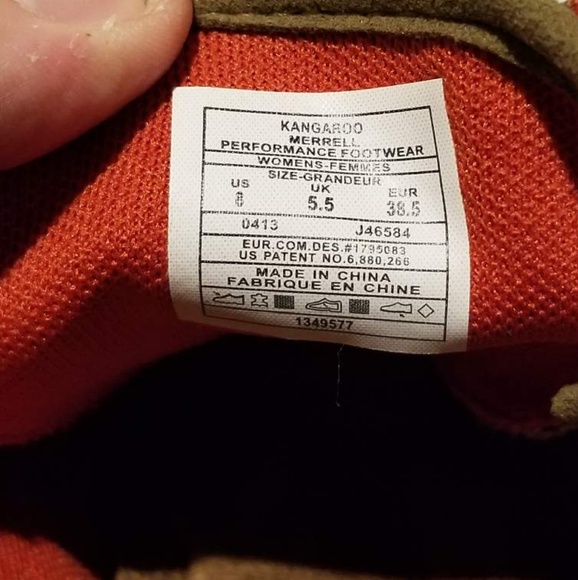 KANGAROO
MERRELL
PERFORMANCE FOOTWEAR
WOMENS-FEMMES
SIZE-GRANDEUR
US UK EUR
8 5.5 38.5
0413 J46584
EUR.COM.DES.#1795083
US PATENT NO.6,880,266
MADE IN CHINA
FABRIQUE EN CHINE
1349577